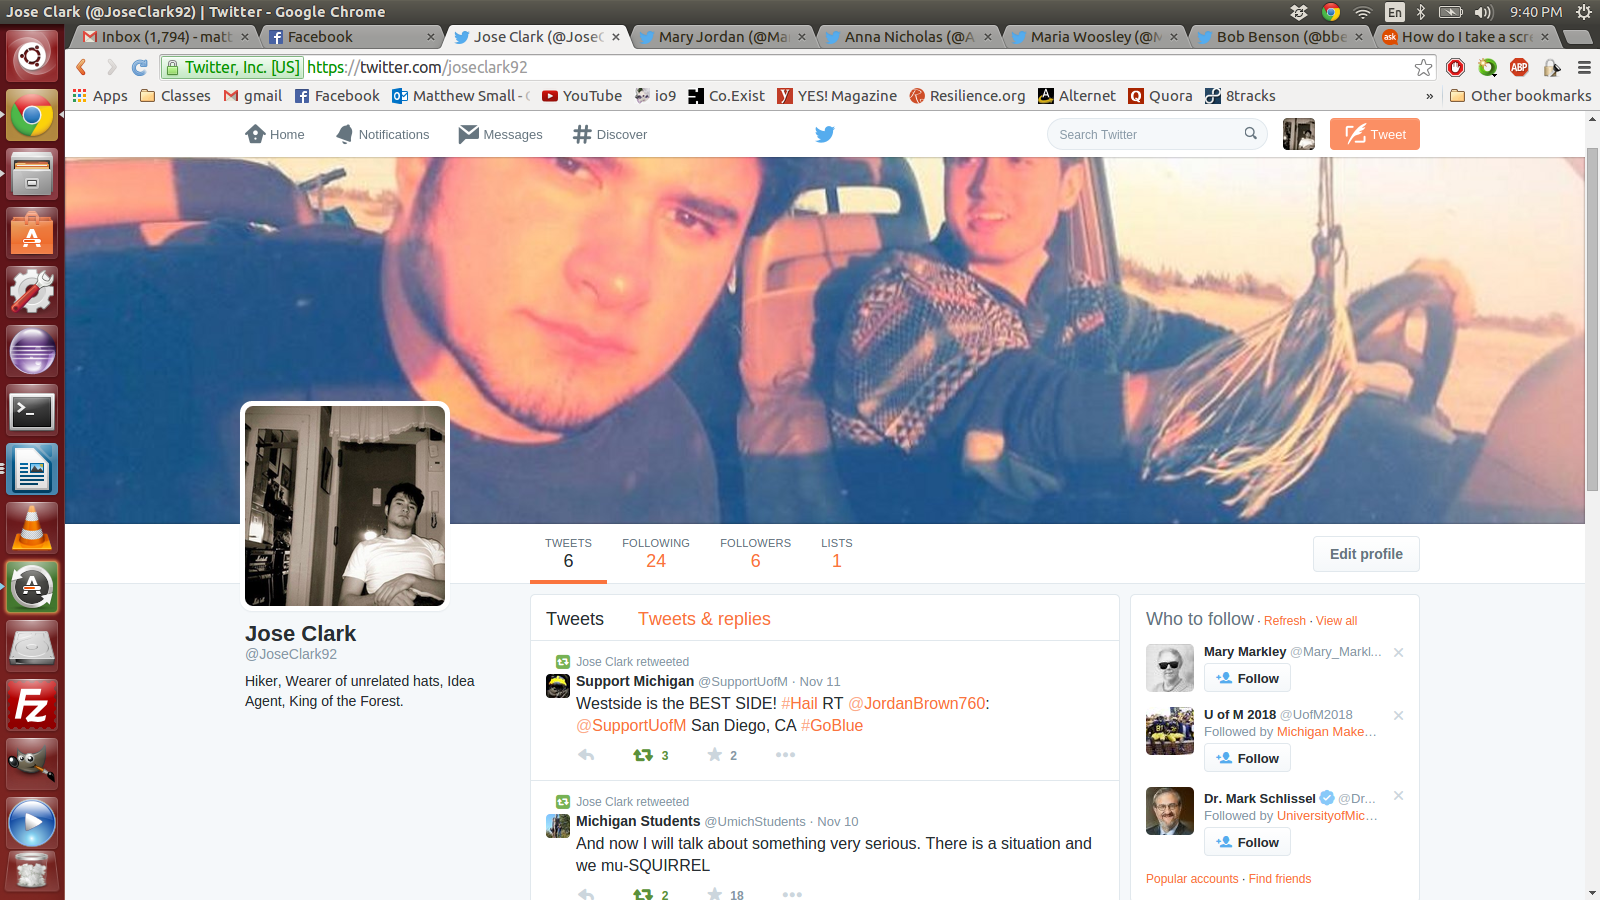 Jose Clark (@JoseClark92) | Twitter - Google Chrome
En
9:40 PM
Inbox (1,794) - matt
Facebook
Jose Clark (@Jose
Mary Jordan (@Ma
Anna Nicholas (@A
Maria Woosley (@M
Bob Benson (@bbe
ask
How do I take a scre
Twitter, Inc. [US]
https://twitter.com/joseclark92
ABP
Apps
Classes
gmail
Facebook
Matthew Small -
YouTube
io9
Co.Exist
YES! Magazine
Resilience.org
Alternet
Quora
8tracks
»
Other bookmarks
Home
Notifications
Messages
Discover
Search Twitter
Tweet
TWEETS
6
FOLLOWING
24
FOLLOWERS
6
LISTS
1
Edit profile
Jose Clark
@JoseClark92
Hiker, Wearer of unrelated hats, Idea
Agent, King of the Forest.
Tweets
Tweets & replies
Jose Clark retweeted
Support Michigan @SupportUofM · Nov 11
Westside is the BEST SIDE! #Hail RT @JordanBrown760:
@SupportUofM San Diego, CA #GoBlue
3
2
Jose Clark retweeted
Michigan Students @UmichStudents · Nov 10
And now I will talk about something very serious. There is a situation and
we mu-SQUIRREL
2
18
Who to follow · Refresh · View all
Mary Markley @Mary_Markl...
Follow
U of M 2018 @UofM2018
Followed by Michigan Make...
Follow
Dr. Mark Schlissel @Dr...
Followed by UniversityofMic...
Follow
Popular accounts · Find friends